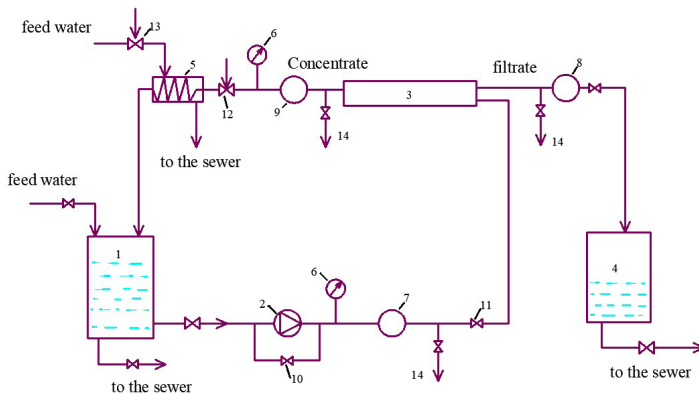 feed water
13
6
5
Concentrate
filtrate
8
3
12
9
14
14
to the sewer
feed water
1
6
2
7
11
4
10
14
to the sewer
to the sewer